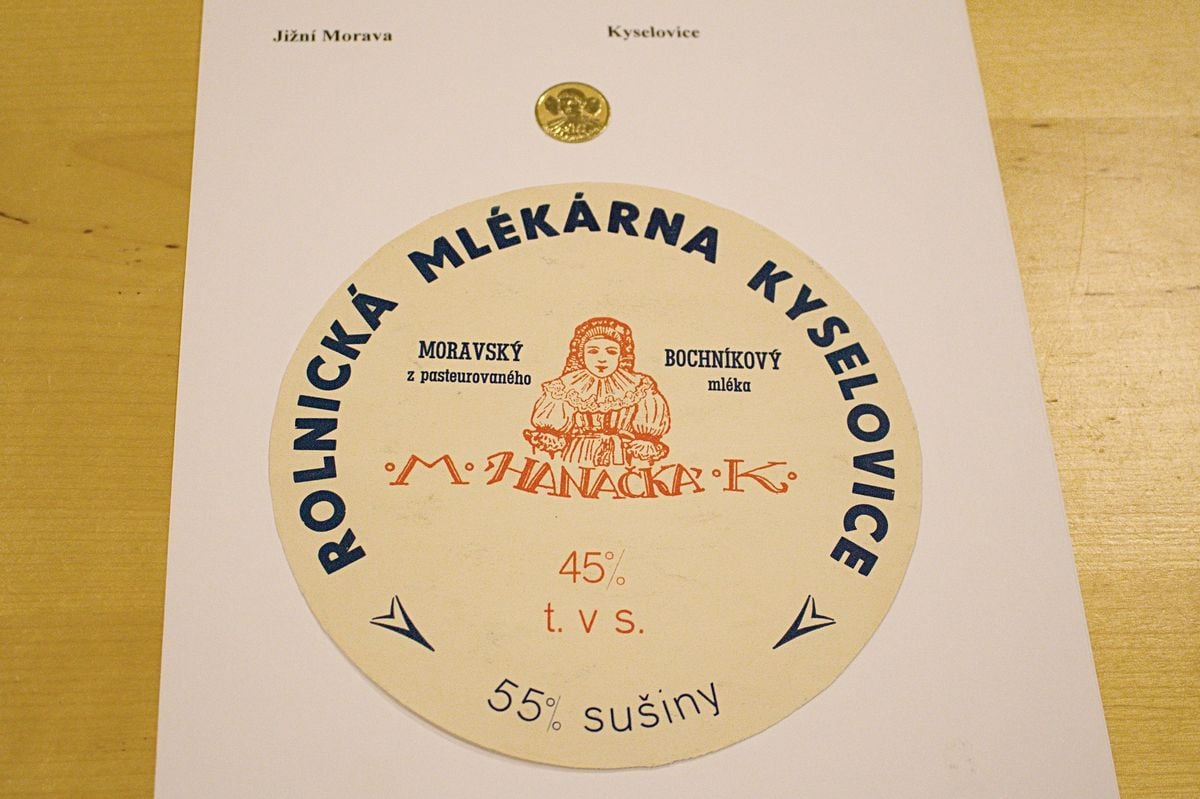 Jižní Morava
Kyselovice
ROLNICKÁ MLÉKÁRNA KYSELOVICE
MORAVSKÝ BOCHNÍKOVÝ
z pasteurovaného mléka
·M·HANAČKA·K·
45%
t. v s.
55% sušiny